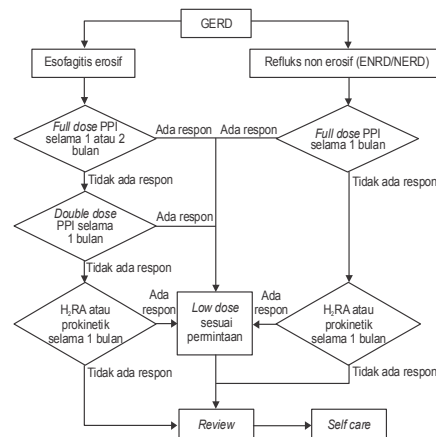 GERD
Esofagitis erosif
Refluks non erosif (ENRD/NERD)
Full dose PPI
selama 1 atau 2
bulan
Ada respon
Ada respon
Full dose PPI
selama 1 bulan
Tidak ada respon
Tidak ada respon
Double dose
PPI selama
1 bulan
Ada respon
Tidak ada respon
H₂RA atau
prokinetik
selama 1 bulan
Ada
respon
Low dose
sesuai
permintaan
Ada
respon
H₂RA atau
prokinetik
selama 1 bulan
Tidak ada respon
Tidak ada respon
Review
Self care